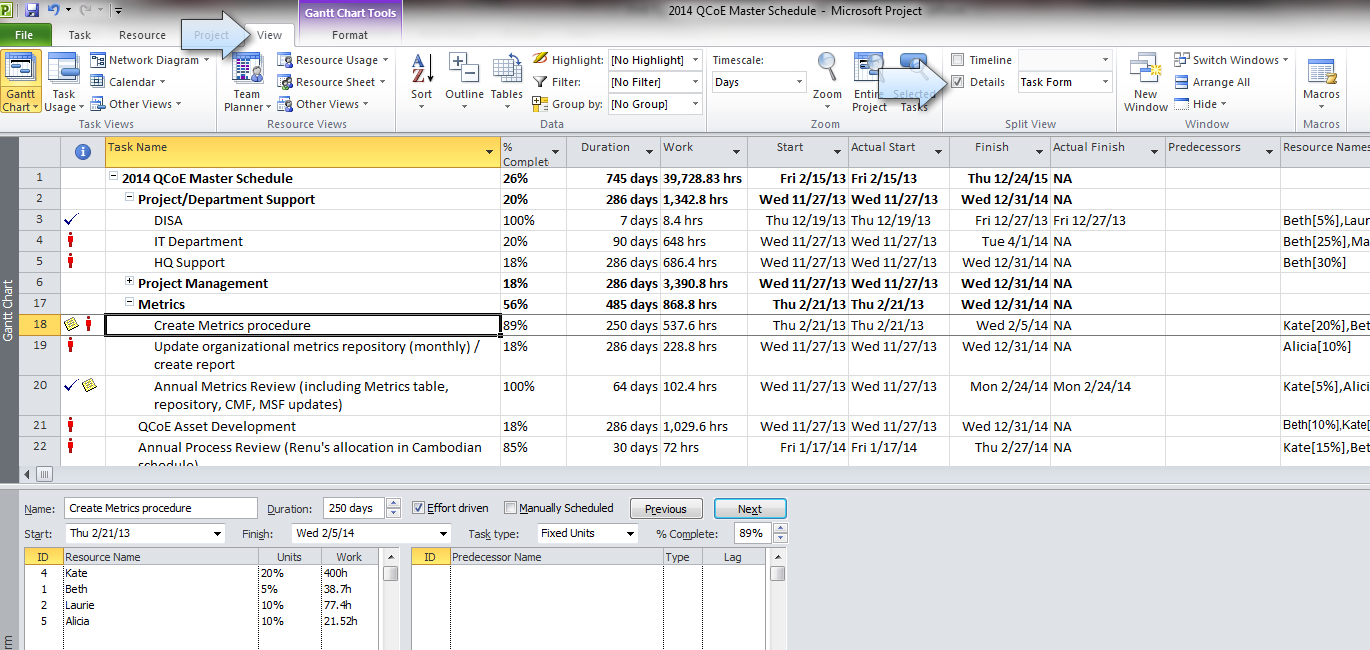 2014 QCoE Master Schedule - Microsoft Project
Gantt Chart Tools
File Task Resource Project View Format
Gantt Chart
Task Usage
Network Diagram
Calendar
Other Views
Task Views
Team Planner
Resource Usage
Resource Sheet
Other Views
Resource Views
Sort
Outline
Tables
Highlight: [No Highlight]
Filter: [No Filter]
Group by: [No Group]
Data
Timescale:
Days
Zoom
Entire Project
Selected Tasks
Zoom
Timeline
Details Task Form
Split View
New Window
Switch Windows
Arrange All
Hide
Window
Macros
Macros
Task Name % Complet Duration Work Start Actual Start Finish Actual Finish Predecessors Resource Names
1 2014 QCoE Master Schedule 26% 745 days 39,728.83 hrs Fri 2/15/13 Fri 2/15/13 Thu 12/24/15 NA
2 Project/Department Support 20% 286 days 1,342.8 hrs Wed 11/27/13 Wed 11/27/13 Wed 12/31/14 NA
3 DISA 100% 7 days 8.4 hrs Thu 12/19/13 Thu 12/19/13 Fri 12/27/13 Fri 12/27/13 Beth[5%],Laur
4 IT Department 20% 90 days 648 hrs Wed 11/27/13 Wed 11/27/13 Tue 4/1/14 NA Beth[25%],Ma
5 HQ Support 18% 286 days 686.4 hrs Wed 11/27/13 Wed 11/27/13 Wed 12/31/14 NA Beth[30%]
6 Project Management 18% 286 days 3,390.8 hrs Wed 11/27/13 Wed 11/27/13 Wed 12/31/14 NA
17 Metrics 56% 485 days 868.8 hrs Thu 2/21/13 Thu 2/21/13 Wed 12/31/14 NA
18 Create Metrics procedure 89% 250 days 537.6 hrs Thu 2/21/13 Thu 2/21/13 Wed 2/5/14 NA Kate[20%],Bet
19 Update organizational metrics repository (monthly) / 18% 286 days 228.8 hrs Wed 11/27/13 Wed 11/27/13 Wed 12/31/14 NA Alicia[10%]
create report
20 Annual Metrics Review (including Metrics table, 100% 64 days 102.4 hrs Wed 11/27/13 Wed 11/27/13 Mon 2/24/14 Mon 2/24/14 Kate[5%],Alici
repository, CMF, MSF updates)
21 QCoE Asset Development 18% 286 days 1,029.6 hrs Wed 11/27/13 Wed 11/27/13 Wed 12/31/14 NA Beth[10%],Kate[
22 Annual Process Review (Renu's allocation in Cambodian 85% 30 days 72 hrs Fri 1/17/14 Fri 1/17/14 Thu 2/27/14 NA Kate[15%],Bet
schedule)
Gantt Chart
Name: Create Metrics procedure Duration: 250 days Effort driven Manually Scheduled Previous Next
Start: Thu 2/21/13 Finish: Wed 2/5/14 Task type: Fixed Units % Complete: 89%
ID Resource Name Units Work ID Predecessor Name Type Lag
4 Kate 20% 400h
1 Beth 5% 38.7h
2 Laurie 10% 77.4h
5 Alicia 10% 21.52h
rm